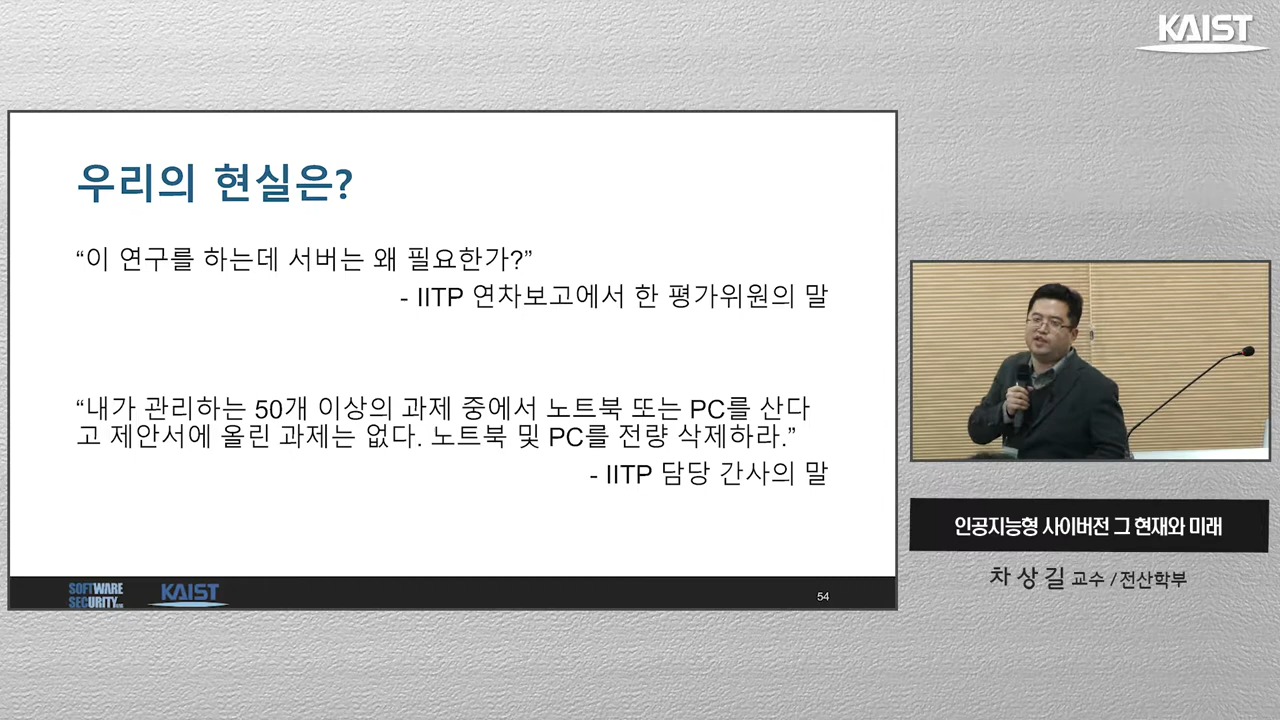 KAIST
우리의 현실은?
“이 연구를 하는데 서버는 왜 필요한가?”
- IITP 연차보고에서 한 평가위원의 말
“내가 관리하는 50개 이상의 과제 중에서 노트북 또는 PC를 산다
고 제안서에 올린 과제는 없다. 노트북 및 PC를 전량 삭제하라.”
- IITP 담당 간사의 말
SOFTWARE
SECURITY
KAIST
54
인공지능형 사이버전 그 현재와 미래
차상길 교수 / 전산학부